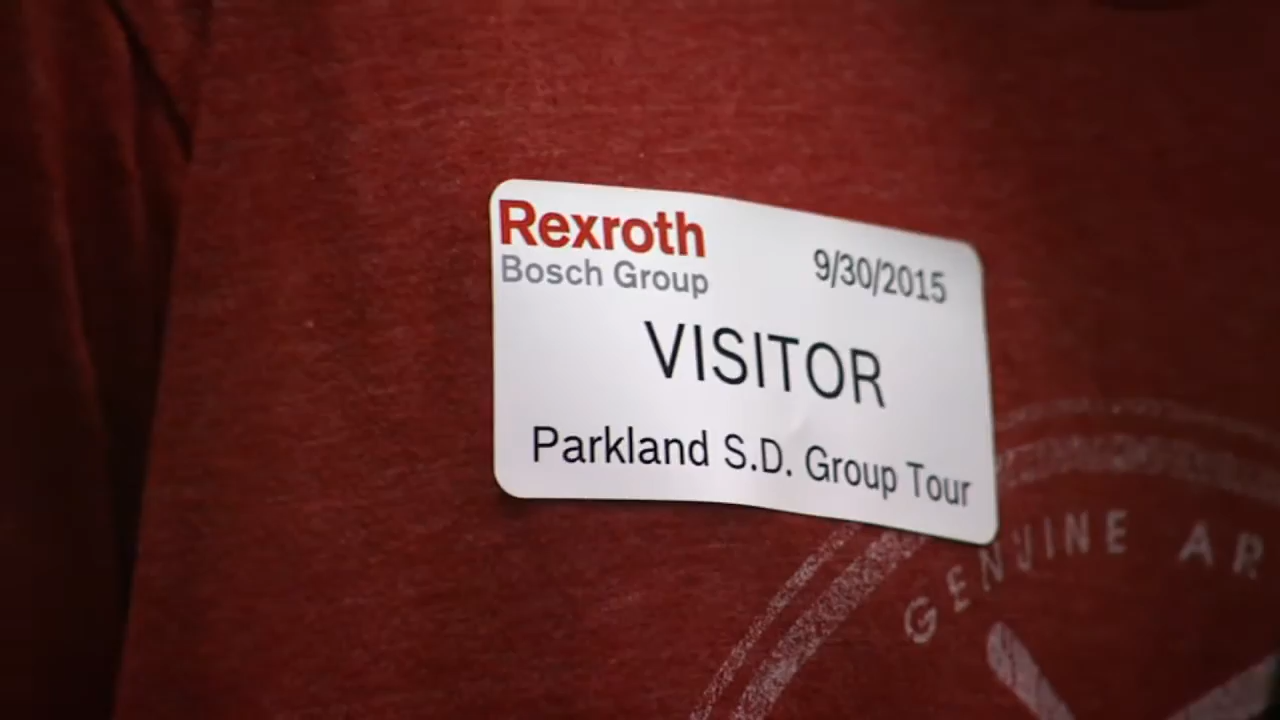 Rexroth
Bosch Group
9/30/2015
VISITOR
Parkland S.D. Group Tour
GENUINE AR